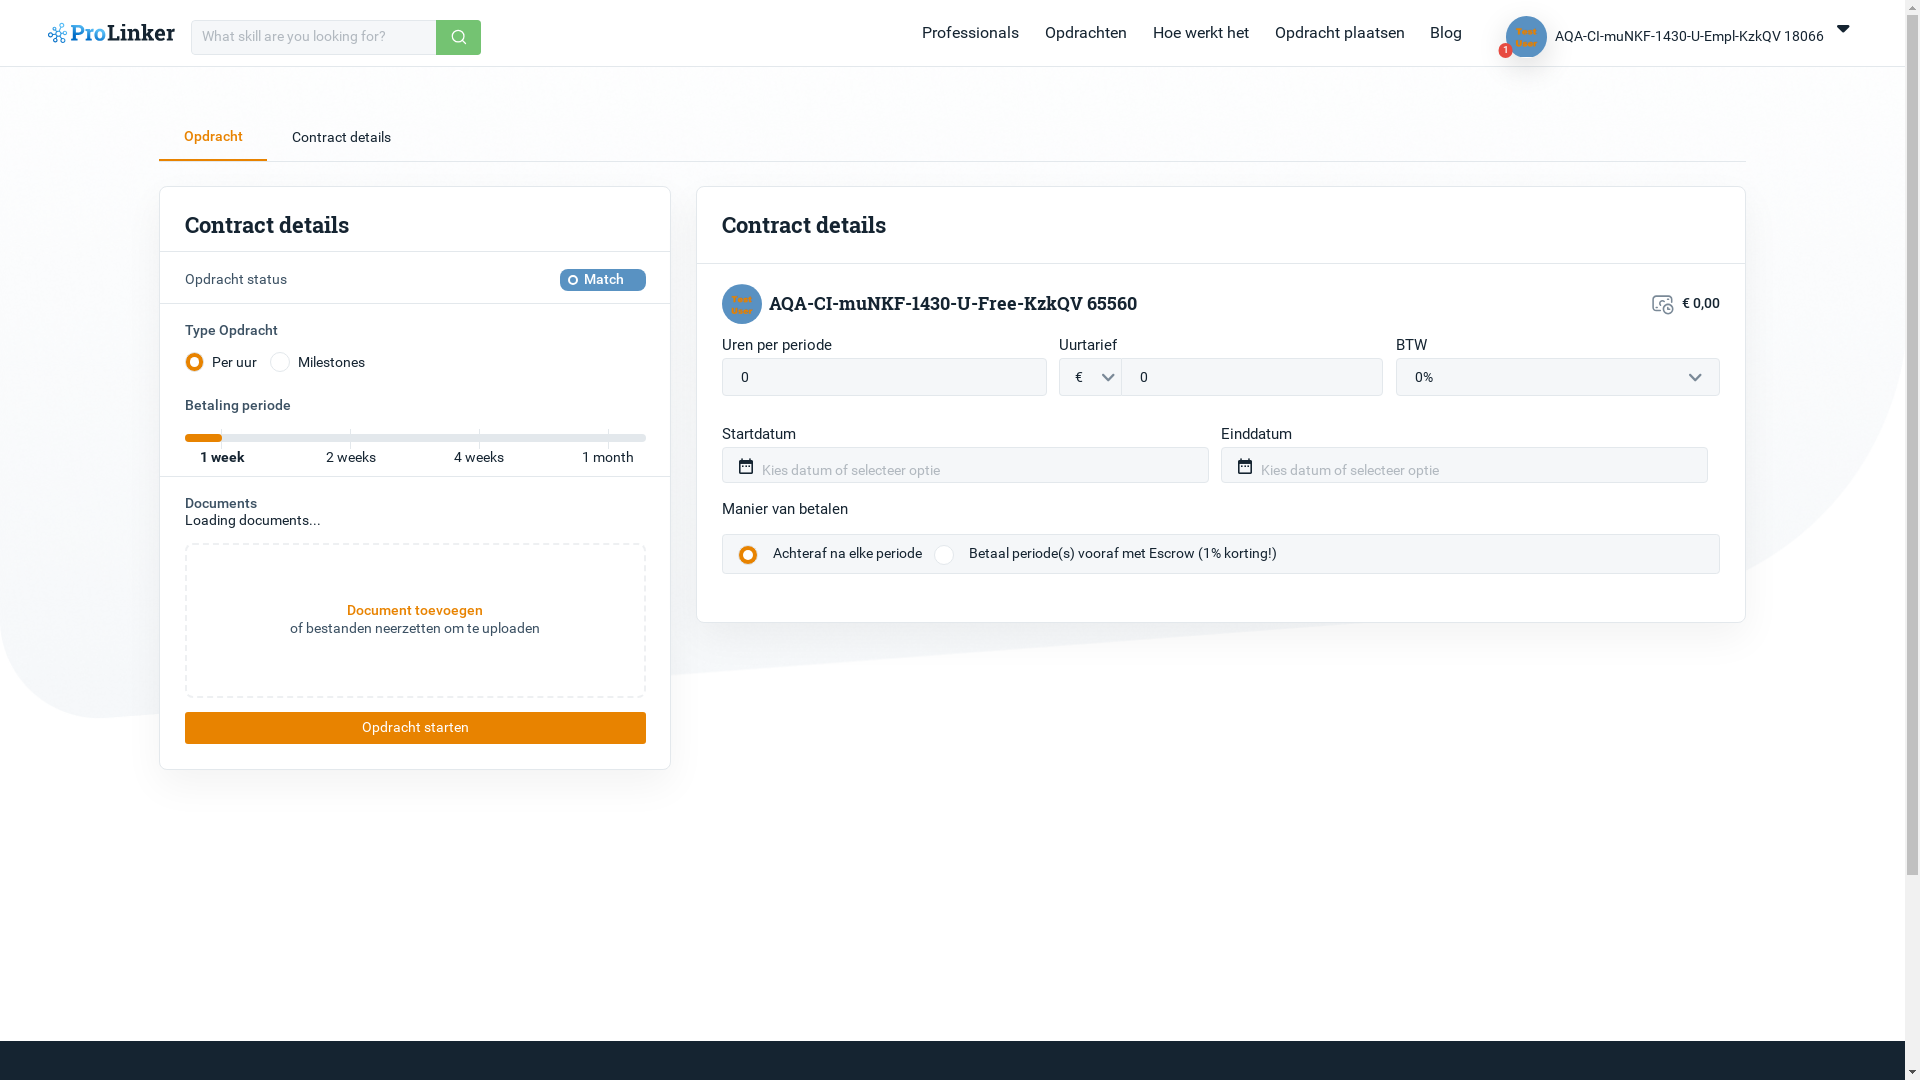 ProLinker
What skill are you looking for?
Professionals
Opdrachten
Hoe werkt het
Opdracht plaatsen
Blog
Test
User
1
AQA-CI-muNKF-1430-U-Empl-KzkQV 18066
Opdracht
Contract details
Contract details
Opdracht status
Match
Type Opdracht
Per uur
Milestones
Betaling periode
1 week
2 weeks
4 weeks
1 month
Documents
Loading documents...
Document toevoegen
of bestanden neerzetten om te uploaden
Opdracht starten
Contract details
Test
User
AQA-CI-muNKF-1430-U-Free-KzkQV 65560
€ 0,00
Uren per periode
Uurtarief
BTW
0
€
0
0%
Startdatum
Einddatum
Kies datum of selecteer optie
Kies datum of selecteer optie
Manier van betalen
Achteraf na elke periode
Betaal periode(s) vooraf met Escrow (1% korting!)